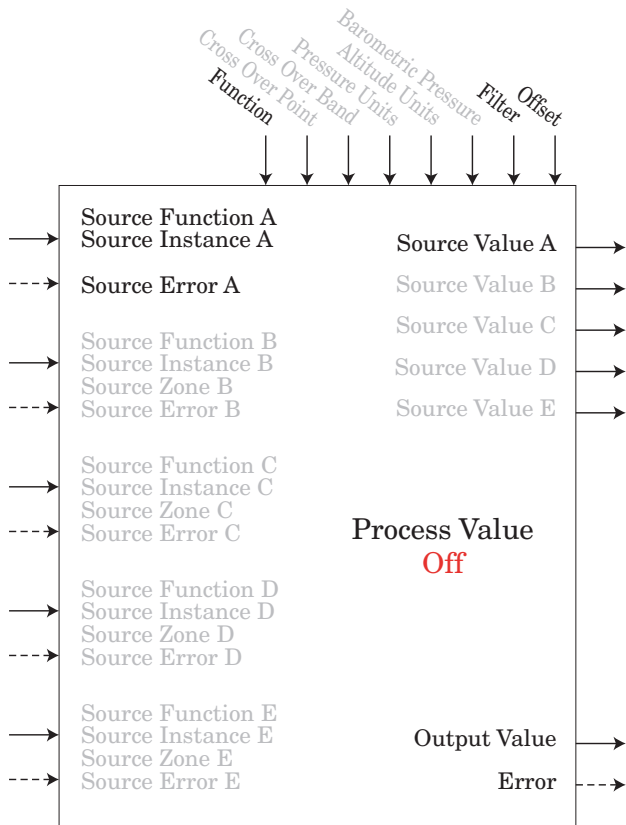 Function
Cross Over Point
Cross Over Band
Pressure Units
Altitude Units
Barometric Pressure
Filter
Offset
Source Function A
Source Instance A
Source Error A
Source Function B
Source Instance B
Source Zone B
Source Error B
Source Function C
Source Instance C
Source Zone C
Source Error C
Source Function D
Source Instance D
Source Zone D
Source Error D
Source Function E
Source Instance E
Source Zone E
Source Error E
Source Value A
Source Value B
Source Value C
Source Value D
Source Value E
Process Value
Off
Output Value
Error